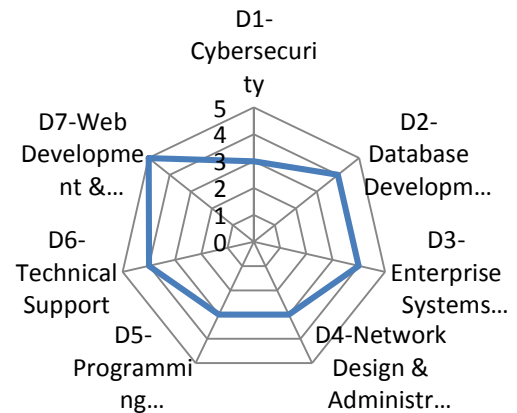 D1-
Cybersecuri
ty
5
4
3
2
1
0
D2-
Database
Developm...
D3-
Enterprise
Systems...
D4-Network
Design &
Administr...
D5-
Programmi
ng...
D6-
Technical
Support
D7-Web
Developme
nt &...